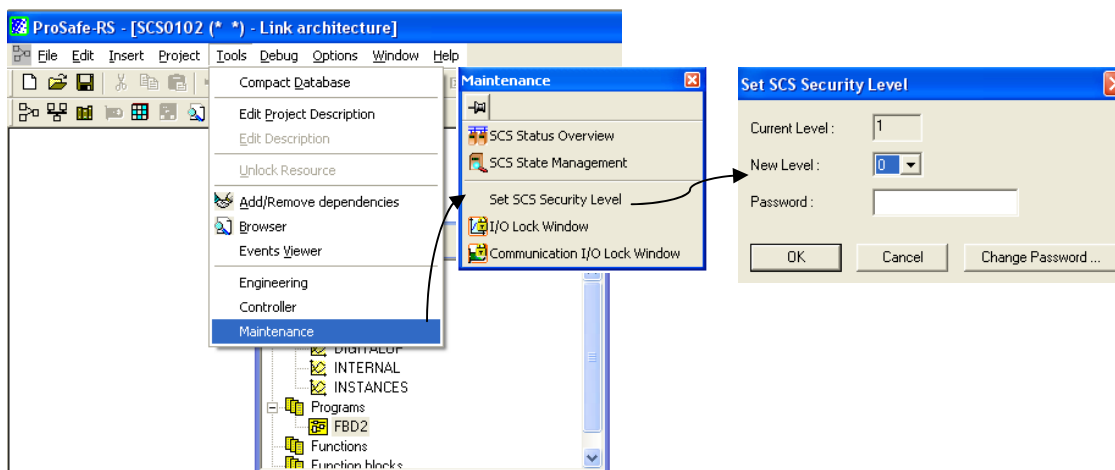 ProSafe-RS - [SCS0102 (* *) - Link architecture]
File Edit Insert Project Tools Debug Options Window Help
Compact Database
Edit Project Description
Edit Description
Unlock Resource
Add/Remove dependencies
Browser
Events Viewer
Engineering
Controller
Maintenance
INTERNAL
INSTANCES
Programs
FBD2
Functions
Function blocks
Maintenance
SCS Status Overview
SCS State Management
Set SCS Security Level
I/O Lock Window
Communication I/O Lock Window
Set SCS Security Level
Current Level : 1
New Level : 0
Password :
OK Cancel Change Password ...